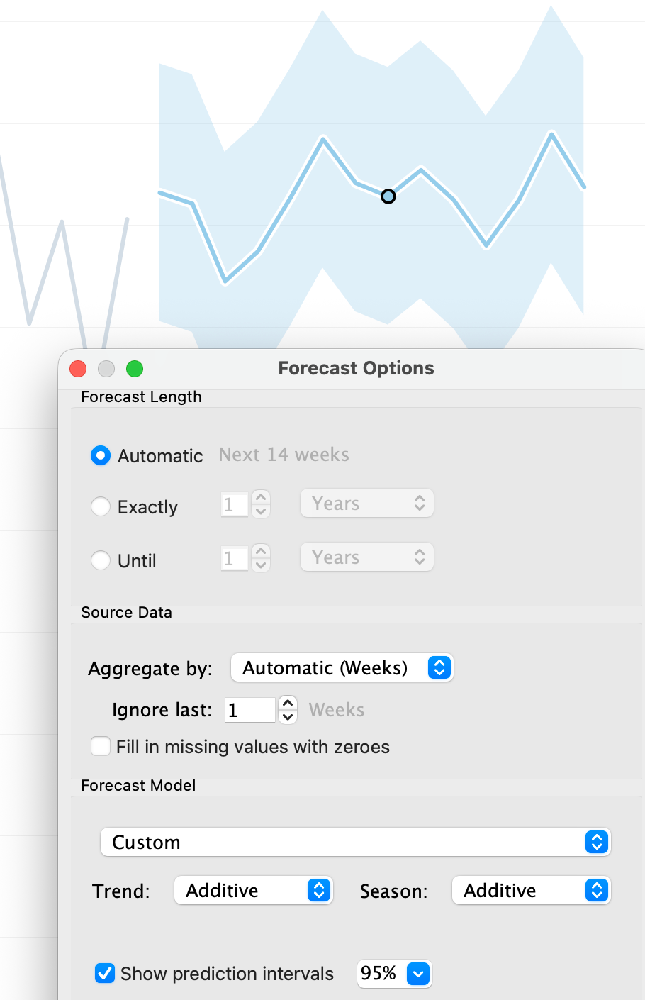 Forecast Options
Forecast Length
Automatic Next 14 weeks
Exactly 1 Years
Until 1 Years
Source Data
Aggregate by: Automatic (Weeks)
Ignore last: 1 Weeks
Fill in missing values with zeroes
Forecast Model
Custom
Trend: Additive Season: Additive
Show prediction intervals 95%